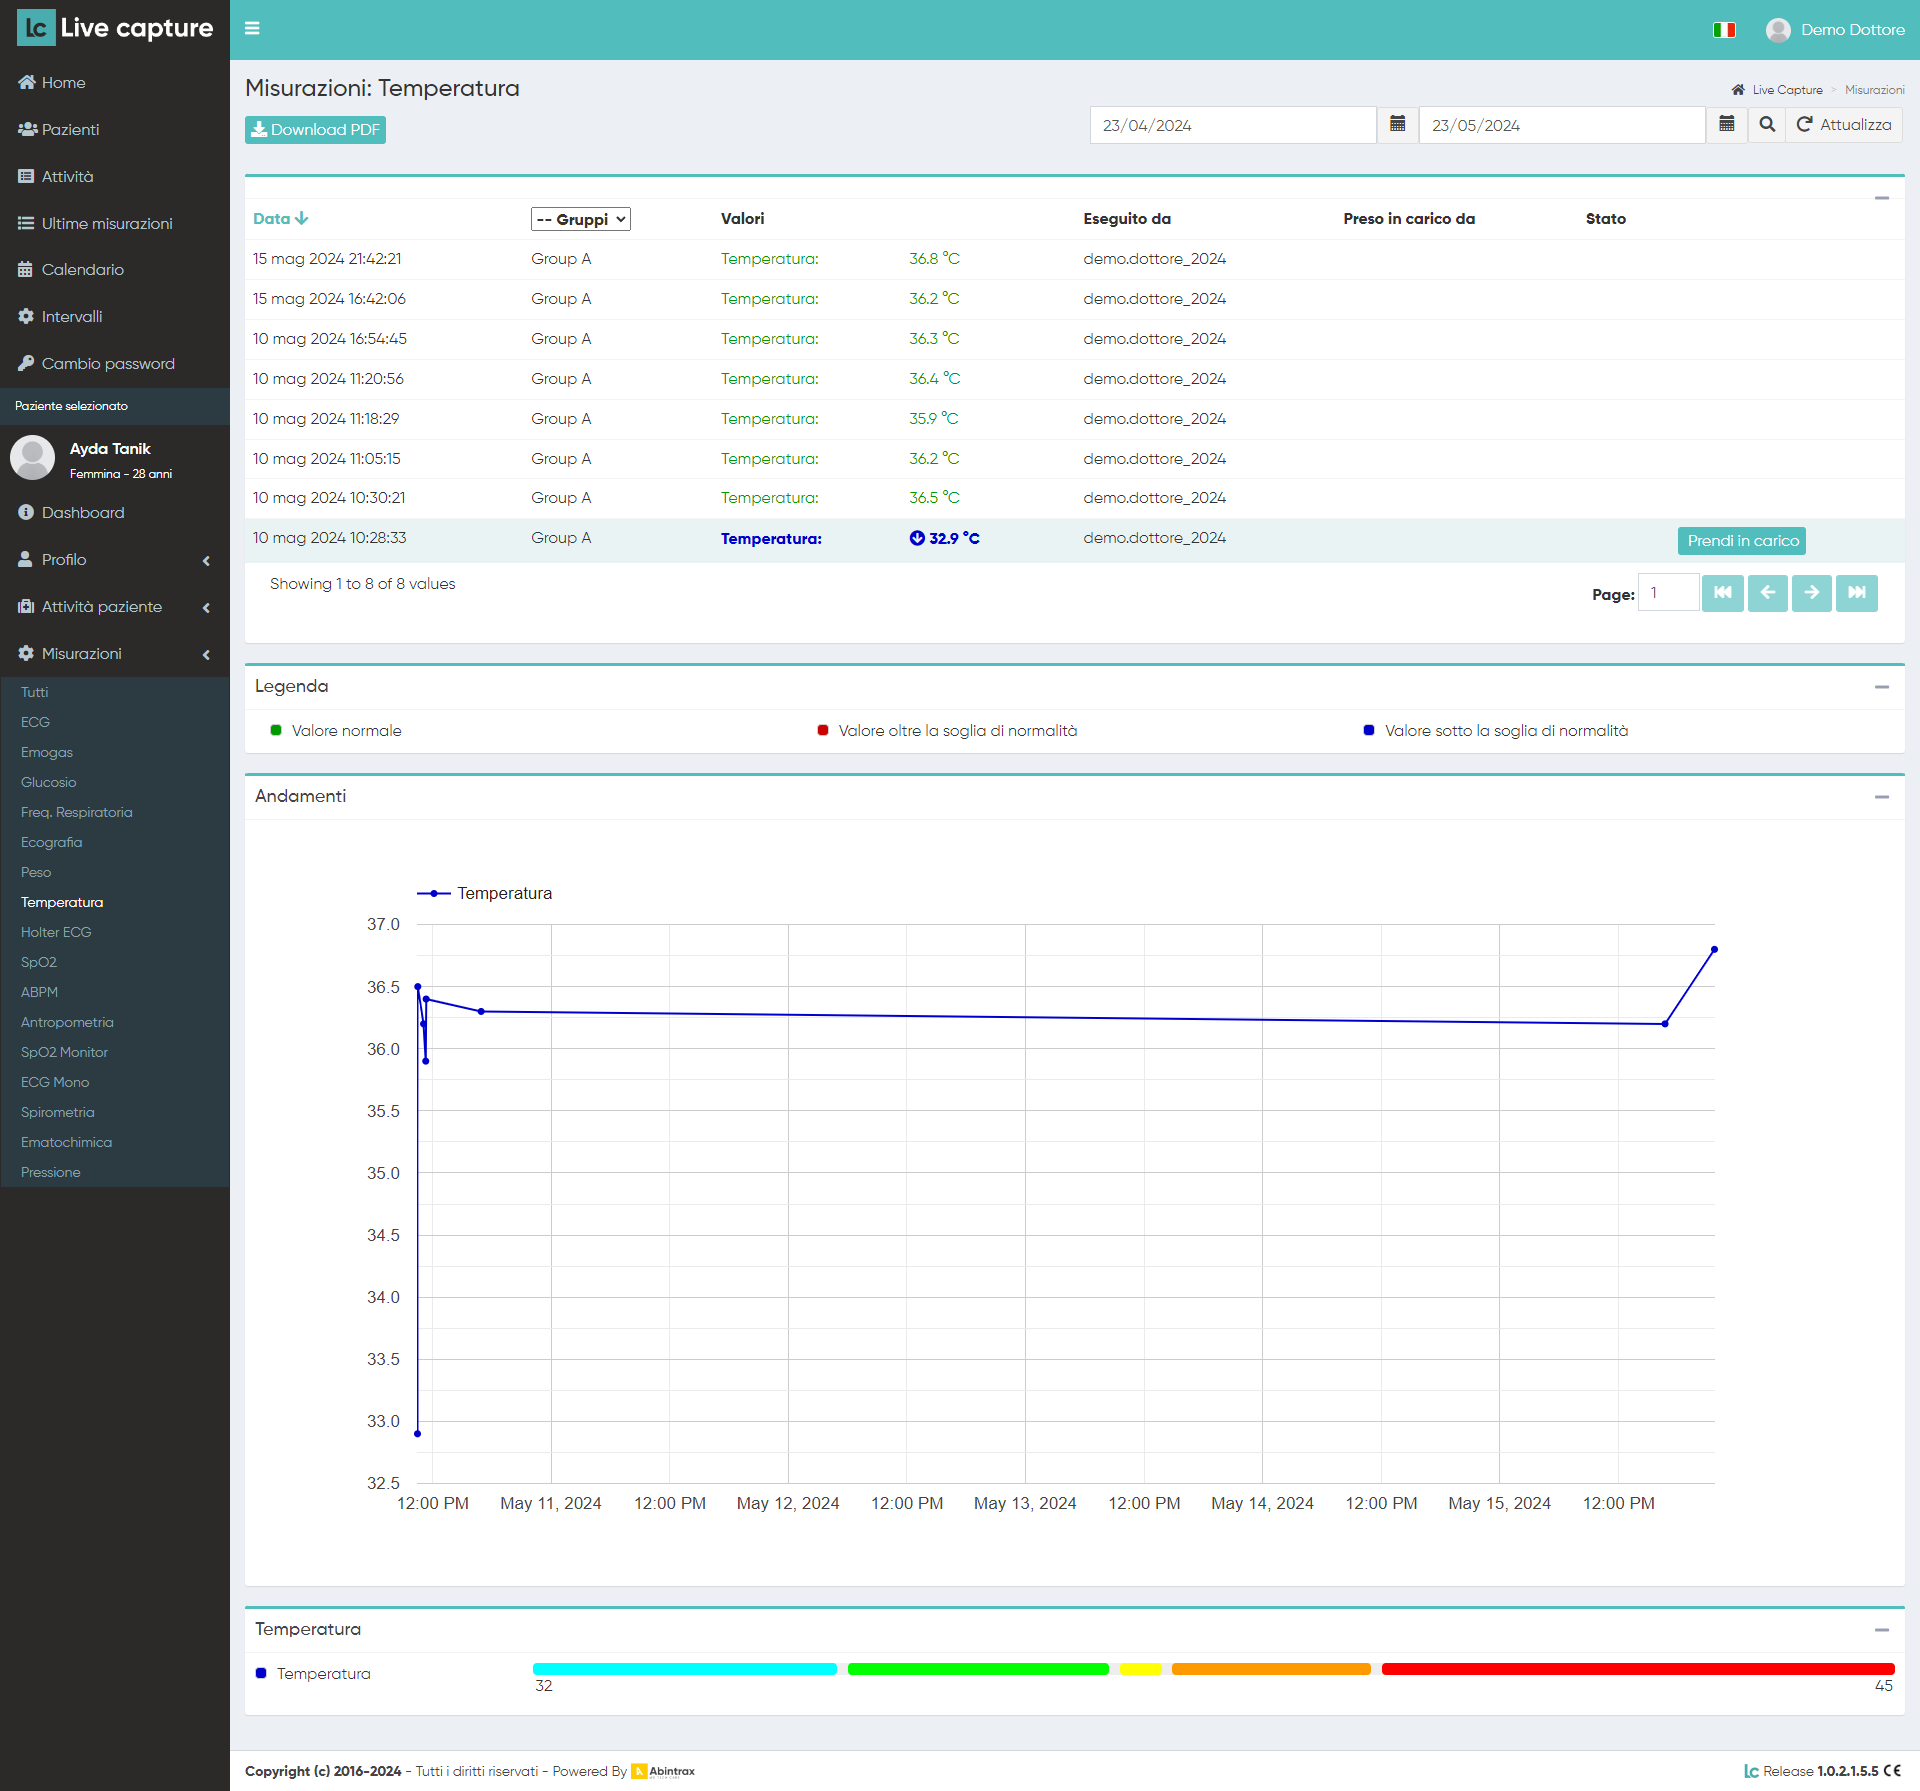 lc Live capture
Demo Dottore
Home
Pazienti
Attività
Ultime misurazioni
Calendario
Intervalli
Cambio password
Paziente selezionato
Ayda Tanik
Femmina - 28 anni
Dashboard
Profilo
Attività paziente
Misurazioni
Tutti
ECG
Emogas
Glucosio
Freq. Respiratoria
Ecografia
Peso
Temperatura
Holter ECG
SpO2
ABPM
Antropometria
SpO2 Monitor
ECG Mono
Spirometria
Ematochimica
Pressione
Misurazioni: Temperatura
Live Capture > Misurazioni
Download PDF
23/04/2024 23/05/2024 Attualizza
Data -- Gruppi Valori Eseguito da Preso in carico da Stato
15 mag 2024 21:42:21 Group A Temperatura: 36.8 °C demo.dottore_2024
15 mag 2024 16:42:06 Group A Temperatura: 36.2 °C demo.dottore_2024
10 mag 2024 16:54:45 Group A Temperatura: 36.3 °C demo.dottore_2024
10 mag 2024 11:20:56 Group A Temperatura: 36.4 °C demo.dottore_2024
10 mag 2024 11:18:29 Group A Temperatura: 35.9 °C demo.dottore_2024
10 mag 2024 11:05:15 Group A Temperatura: 36.2 °C demo.dottore_2024
10 mag 2024 10:30:21 Group A Temperatura: 36.5 °C demo.dottore_2024
10 mag 2024 10:28:33 Group A Temperatura: 32.9 °C demo.dottore_2024 Prendi in carico
Showing 1 to 8 of 8 values
Page: 1
Legenda
Valore normale Valore oltre la soglia di normalità Valore sotto la soglia di normalità
Andamenti
Temperatura
37.0
36.5
36.0
35.5
35.0
34.5
34.0
33.5
33.0
32.5
12:00 PM May 11, 2024 12:00 PM May 12, 2024 12:00 PM May 13, 2024 12:00 PM May 14, 2024 12:00 PM May 15, 2024 12:00 PM
Temperatura
Temperatura
32 45
Copyright (c) 2016-2024 - Tutti i diritti riservati - Powered By Abintrax
lc Release 1.0.2.1.5.5 CE